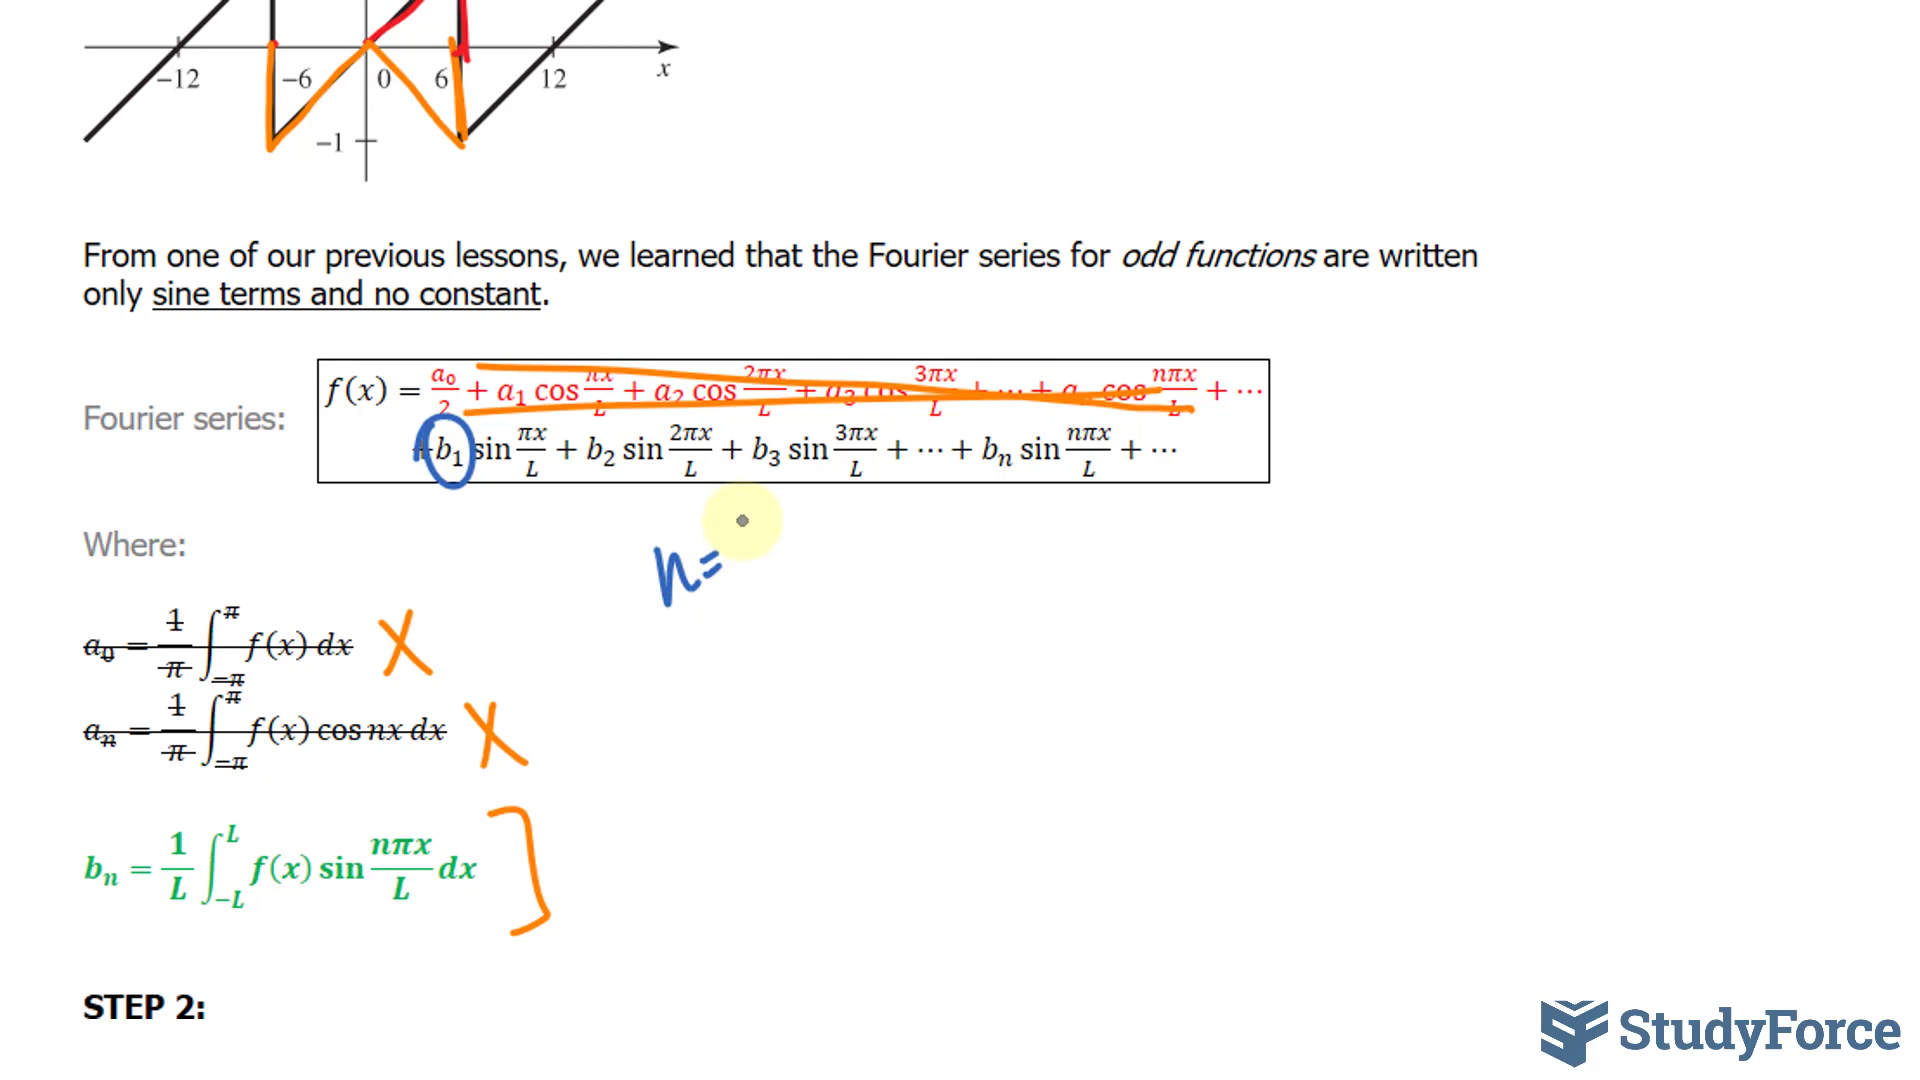 −12 −6 0 6 12 x
−1
From one of our previous lessons, we learned that the Fourier series for odd functions are written
only sine terms and no constant.
Fourier series:
f(x) = a₀/2 + a₁ cos πx/L + a₂ cos 2πx/L + a₃ cos 3πx/L + ⋯ + aₙ cos nπx/L + ⋯
+b₁ sin πx/L + b₂ sin 2πx/L + b₃ sin 3πx/L + ⋯ + bₙ sin nπx/L + ⋯
Where:
n=
a₀ = 1/π ∫_{−π}^{π} f(x) dx X
aₙ = 1/π ∫_{−π}^{π} f(x) cos nx dx X
bₙ = 1/L ∫_{−L}^{L} f(x) sin nπx/L dx
STEP 2:
StudyForce